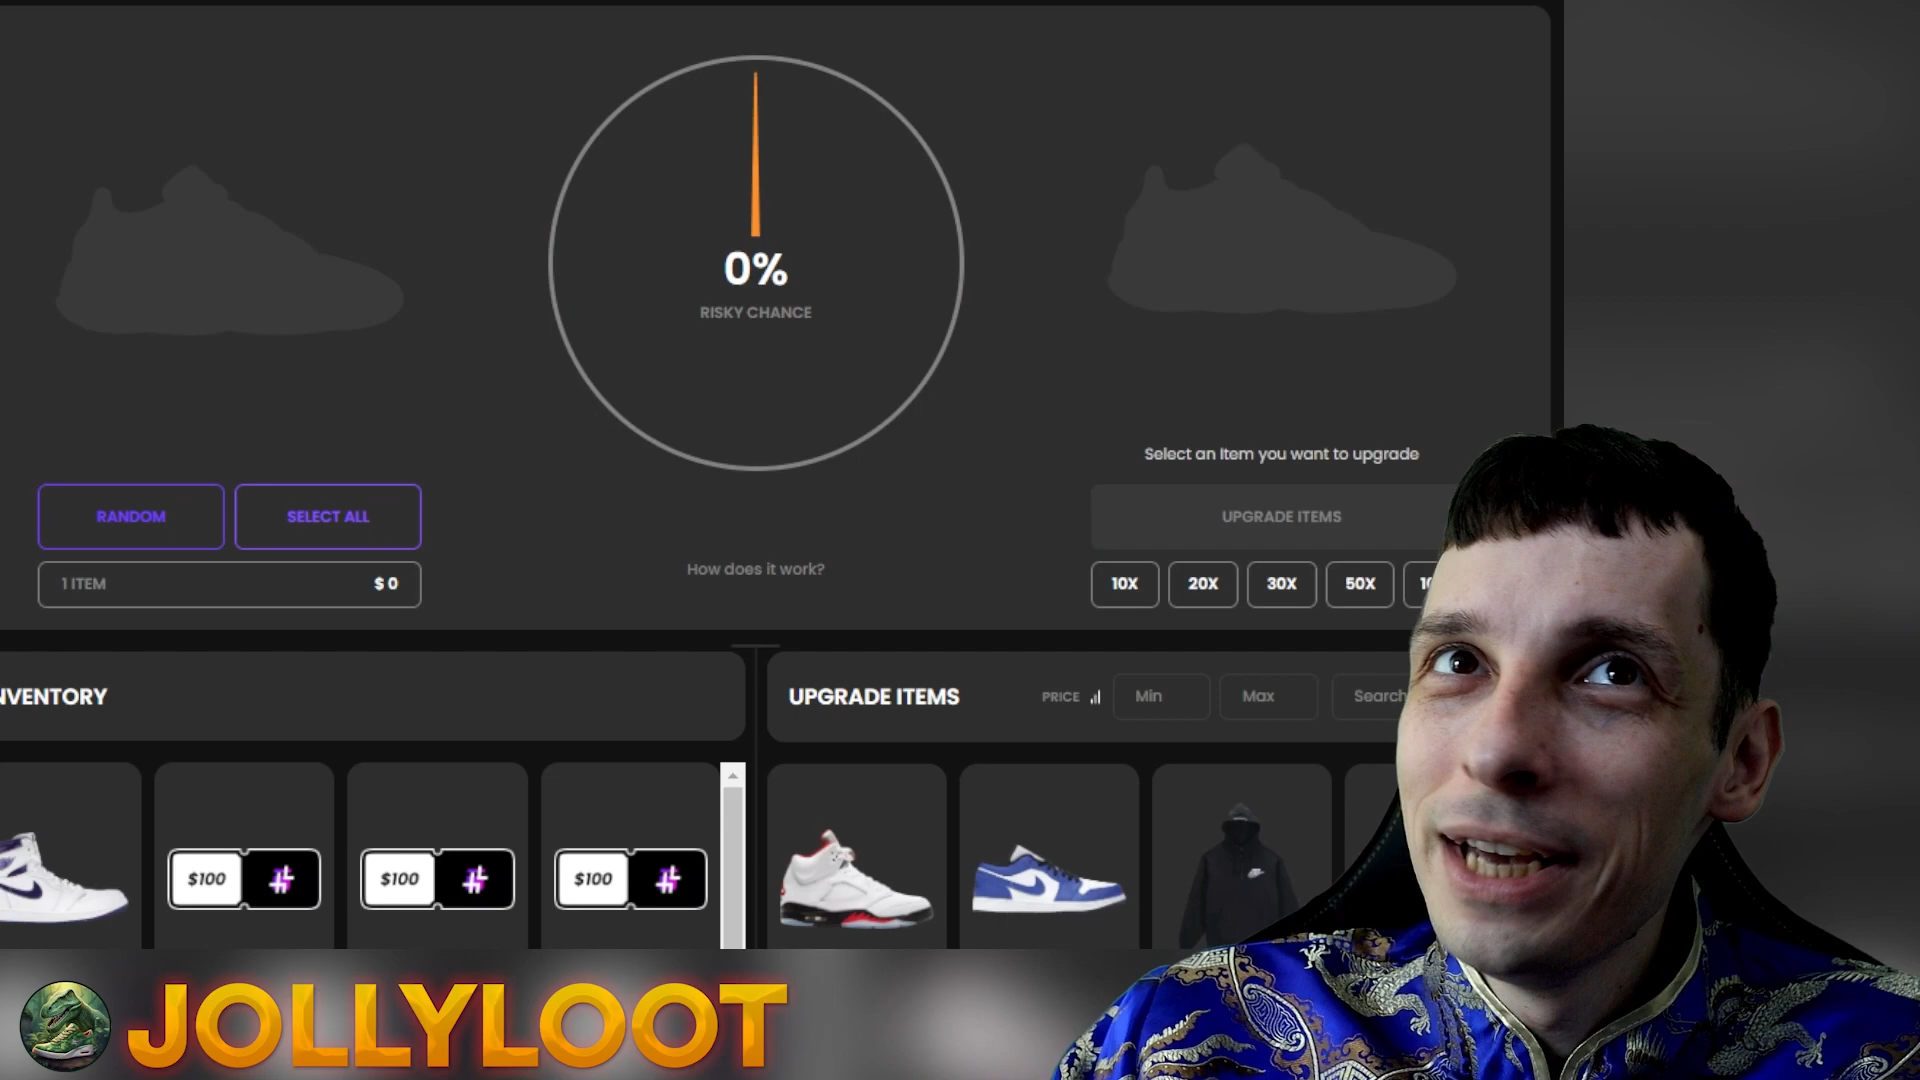 0%
RISKY CHANCE
Select an item you want to upgrade
RANDOM
SELECT ALL
UPGRADE ITEMS
1 ITEM
$ 0
How does it work?
10X
20X
30X
50X
NVENTORY
UPGRADE ITEMS
PRICE
Min
Max
Search
$100
$100
$100
JOLLYLOOT